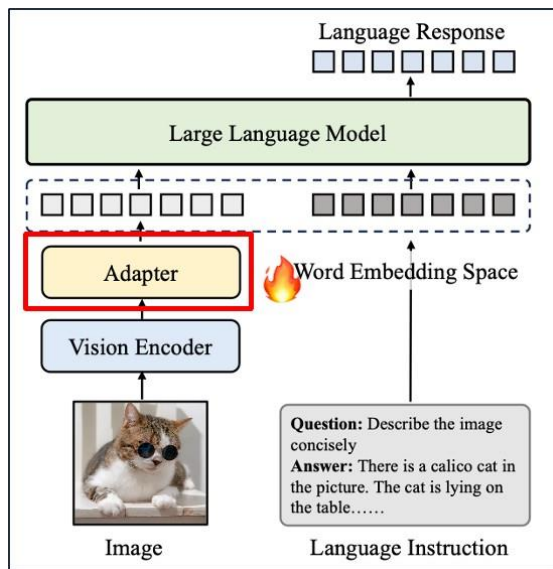 Language Response
Large Language Model
Adapter
Word Embedding Space
Vision Encoder
Question: Describe the image
concisely
Answer: There is a calico cat in
the picture. The cat is lying on
the table......
Image
Language Instruction